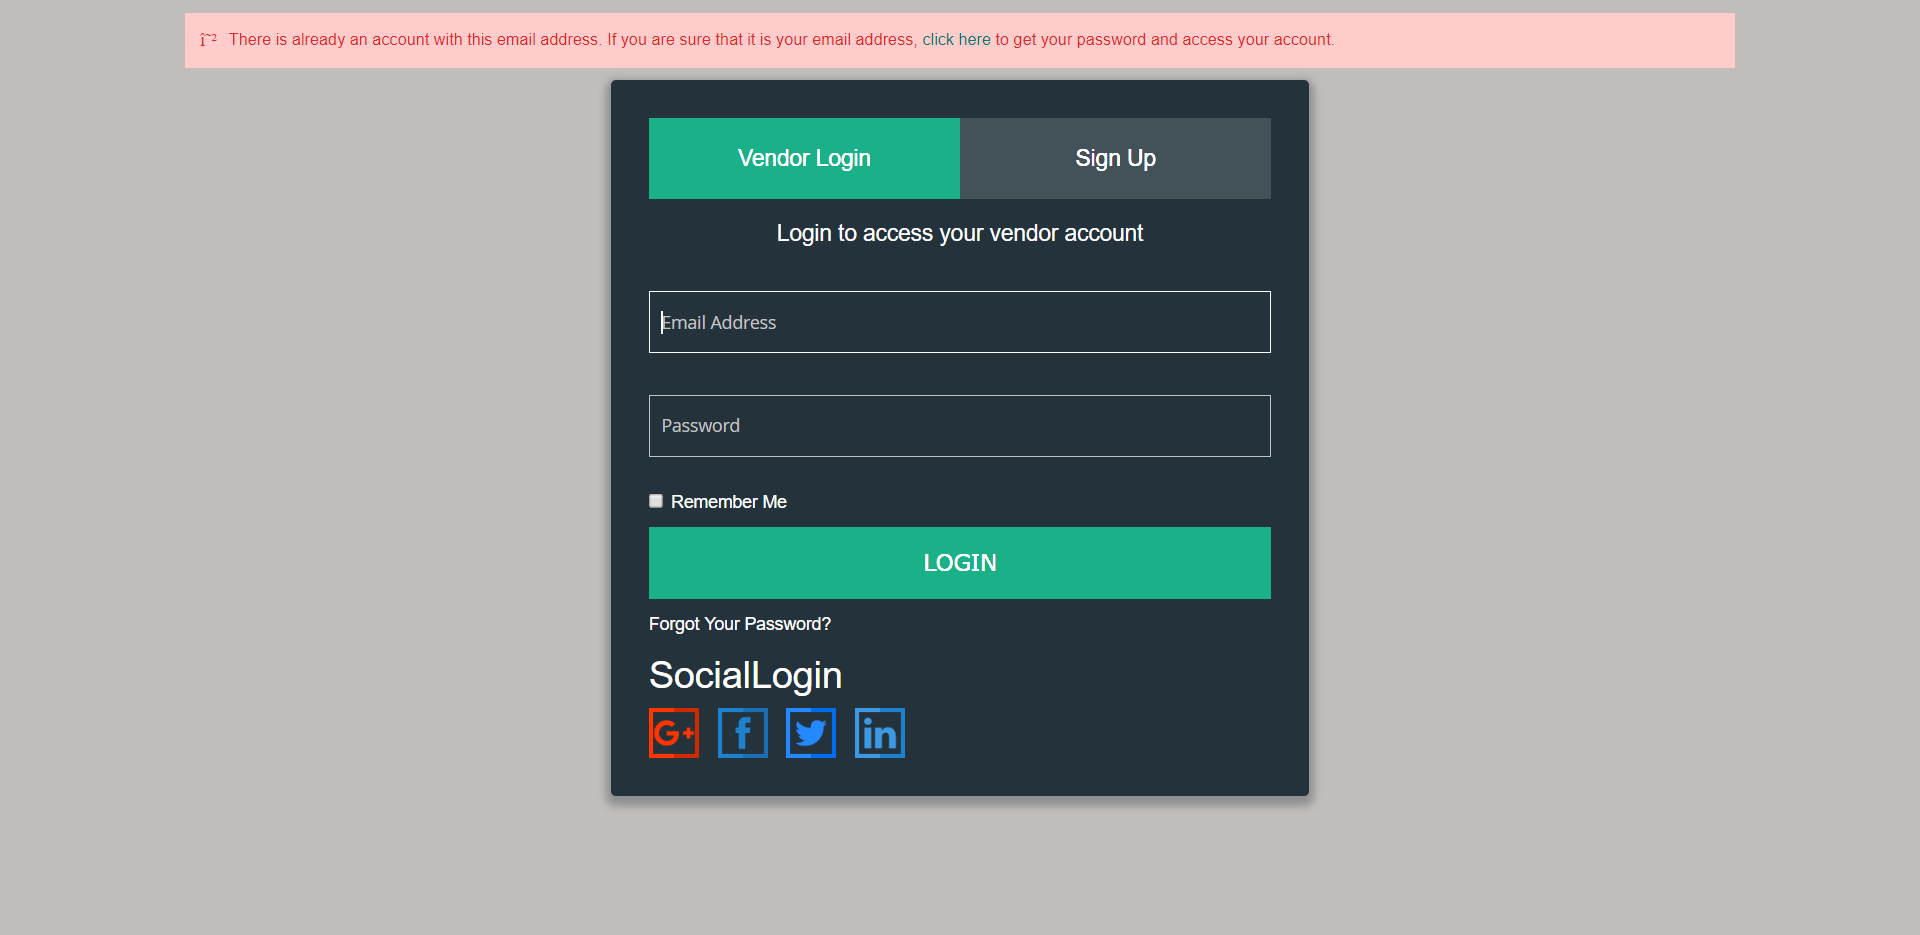 î˜² There is already an account with this email address. If you are sure that it is your email address, click here to get your password and access your account.
Vendor Login Sign Up
Login to access your vendor account
Email Address
Password
Remember Me
LOGIN
Forgot Your Password?
SocialLogin
G+ f in